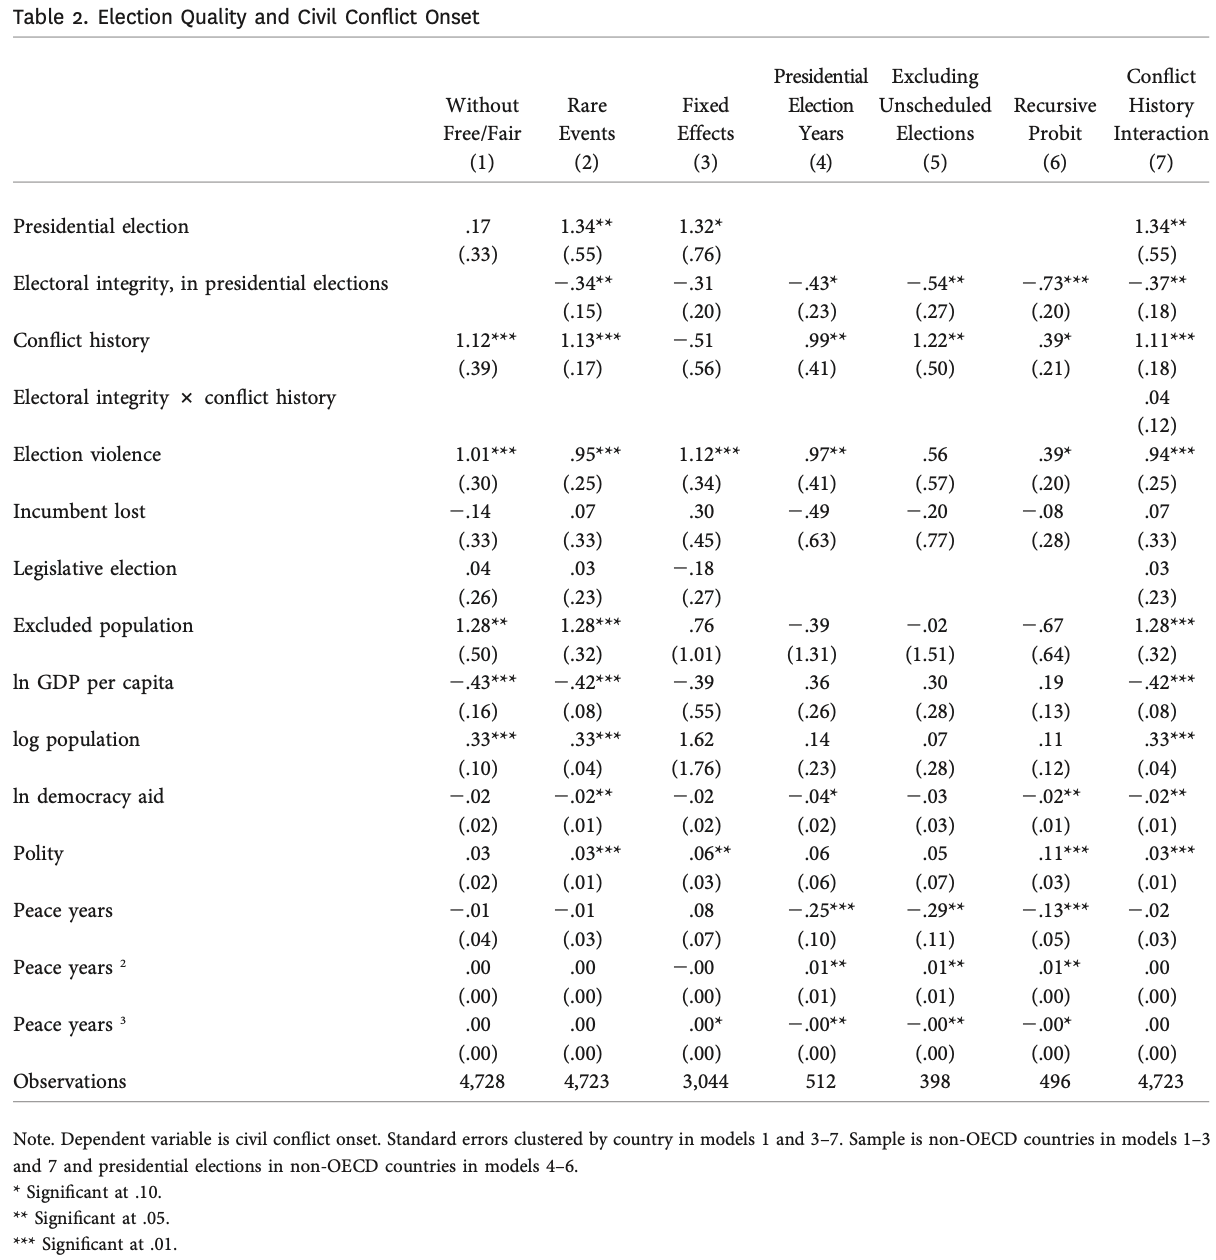 Table 2. Election Quality and Civil Conflict Onset
Presidential Excluding Conflict
Without Rare Fixed Election Unscheduled Recursive History
Free/Fair Events Effects Years Elections Probit Interaction
(1) (2) (3) (4) (5) (6) (7)
Presidential election .17 1.34** 1.32* 1.34**
(.33) (.55) (.76) (.55)
Electoral integrity, in presidential elections −.34** −.31 −.43* −.54** −.73*** −.37**
(.15) (.20) (.23) (.27) (.20) (.18)
Conflict history 1.12*** 1.13*** −.51 .99** 1.22** .39* 1.11***
(.39) (.17) (.56) (.41) (.50) (.21) (.18)
Electoral integrity × conflict history .04
(.12)
Election violence 1.01*** .95*** 1.12*** .97** .56 .39* .94***
(.30) (.25) (.34) (.41) (.57) (.20) (.25)
Incumbent lost −.14 .07 .30 −.49 −.20 −.08 .07
(.33) (.33) (.45) (.63) (.77) (.28) (.33)
Legislative election .04 .03 −.18 .03
(.26) (.23) (.27) (.23)
Excluded population 1.28** 1.28*** .76 −.39 −.02 −.67 1.28***
(.50) (.32) (1.01) (1.31) (1.51) (.64) (.32)
ln GDP per capita −.43*** −.42*** −.39 .36 .30 .19 −.42***
(.16) (.08) (.55) (.26) (.28) (.13) (.08)
log population .33*** .33*** 1.62 .14 .07 .11 .33***
(.10) (.04) (1.76) (.23) (.28) (.12) (.04)
ln democracy aid −.02 −.02** −.02 −.04* −.03 −.02** −.02**
(.02) (.01) (.02) (.02) (.03) (.01) (.01)
Polity .03 .03*** .06** .06 .05 .11*** .03***
(.02) (.01) (.03) (.06) (.07) (.03) (.01)
Peace years −.01 −.01 .08 −.25*** −.29** −.13*** −.02
(.04) (.03) (.07) (.10) (.11) (.05) (.03)
Peace years ² .00 .00 −.00 .01** .01** .01** .00
(.00) (.00) (.00) (.01) (.01) (.00) (.00)
Peace years ³ .00 .00 .00* −.00** −.00** −.00* .00
(.00) (.00) (.00) (.00) (.00) (.00) (.00)
Observations 4,728 4,723 3,044 512 398 496 4,723
Note. Dependent variable is civil conflict onset. Standard errors clustered by country in models 1 and 3–7. Sample is non-OECD countries in models 1–3
and 7 and presidential elections in non-OECD countries in models 4–6.
* Significant at .10.
** Significant at .05.
*** Significant at .01.